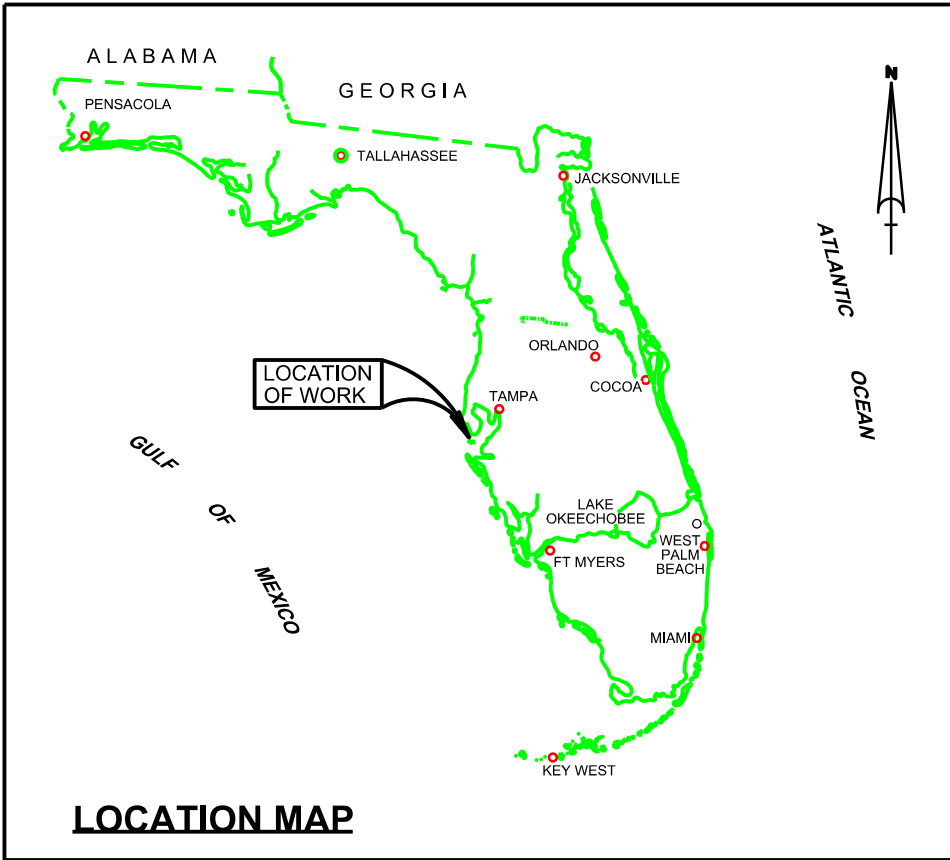 ALABAMA
GEORGIA
N
PENSACOLA
TALLAHASSEE
JACKSONVILLE
ATLANTIC
OCEAN
ORLANDO
COCOA
LOCATION
OF WORK
TAMPA
GULF
OF
MEXICO
LAKE
OKEECHOBEE
WEST
PALM
BEACH
FT MYERS
MIAMI
KEY WEST
LOCATION MAP